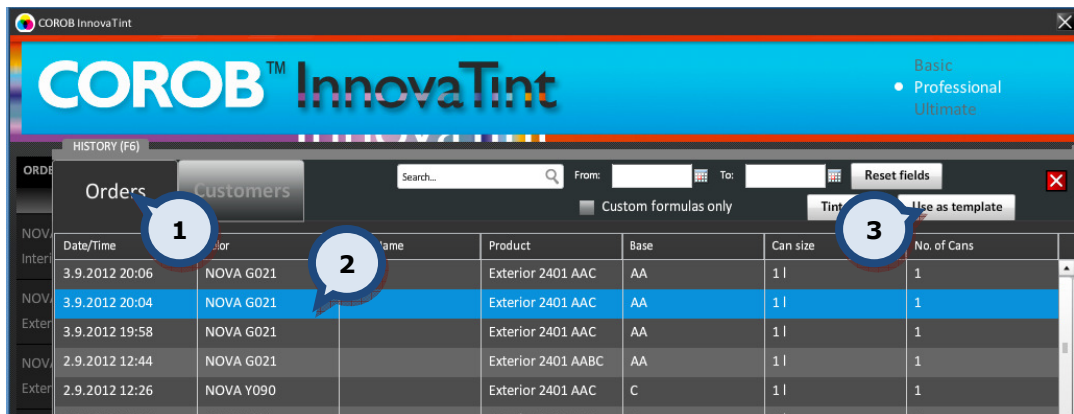 COROB InnovaTint
COROB™ InnovaTint
Basic
Professional
Ultimate
HISTORY (F6)
Orders
Customers
Search...
From:
To:
Reset fields
Custom formulas only
Tint
Use as template
1
2
3
Date/Time Product Base Can size No. of Cans
3.9.2012 20:06 NOVA G021 Exterior 2401 AAC AA 1 l 1
3.9.2012 20:04 NOVA G021 Exterior 2401 AAC AA 1 l 1
3.9.2012 19:58 NOVA G021 Exterior 2401 AAC AA 1 l 1
2.9.2012 12:44 NOVA G021 Exterior 2401 AABC AA 1 l 1
2.9.2012 12:26 NOVA Y090 Exterior 2401 AAC C 1 l 1